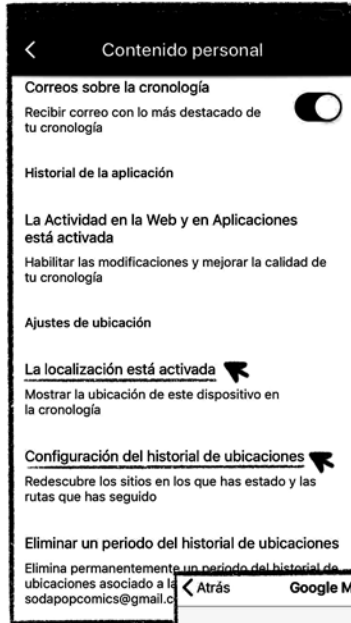 Contenido personal
Correos sobre la cronología
Recibir correo con lo más destacado de
tu cronología
Historial de la aplicación
La Actividad en la Web y en Aplicaciones
está activada
Habilitar las modificaciones y mejorar la calidad de
tu cronología
Ajustes de ubicación
La localización está activada
Mostrar la ubicación de este dispositivo en
la cronología
Configuración del historial de ubicaciones
Redescubre los sitios en los que has estado y las
rutas que has seguido
Eliminar un periodo del historial de ubicaciones
Elimina permanentemente un periodo del historial de
ubicaciones asociado a la
sodapopcomics@gmail.c
Atrás Google M